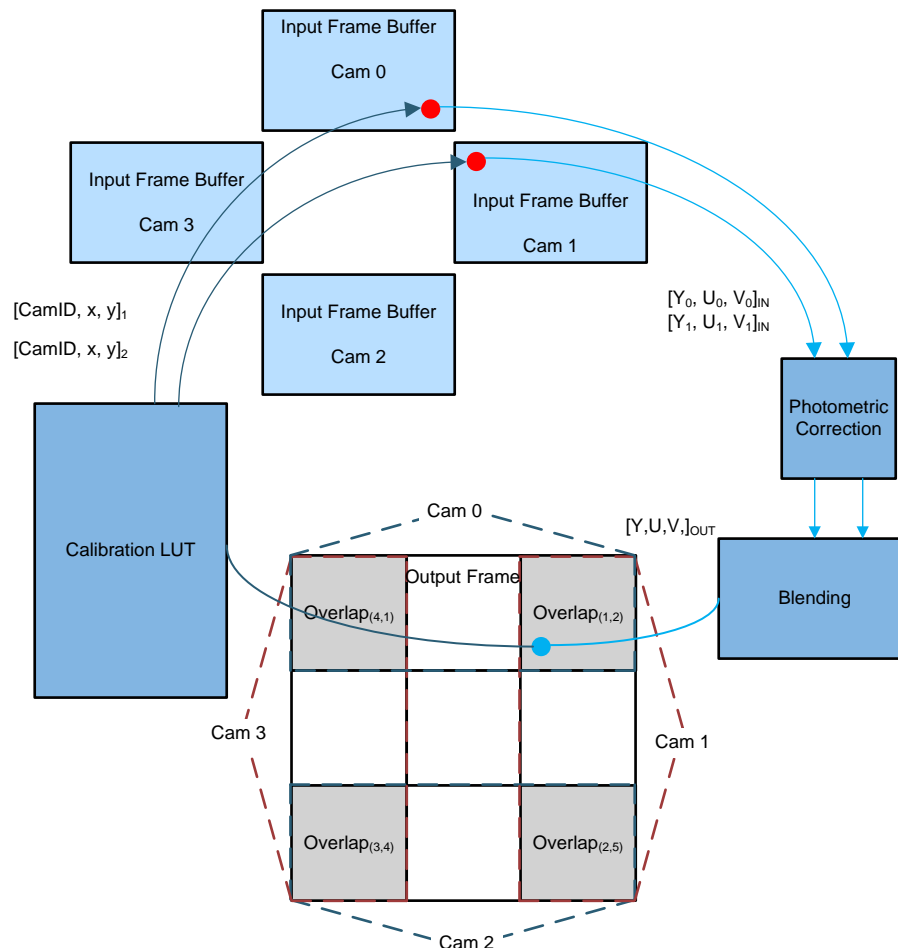 Input Frame Buffer
Cam 0
Input Frame Buffer
Cam 3
Input Frame Buffer
Cam 1
Input Frame Buffer
Cam 2
[CamID, x, y]₁
[CamID, x, y]₂
[Y₀, U₀, V₀]IN
[Y₁, U₁, V₁]IN
Photometric
Correction
Calibration LUT
[Y,U,V,]OUT
Blending
Cam 0
Output Frame
Overlap(4,1)
Overlap(1,2)
Cam 3
Cam 1
Overlap(3,4)
Overlap(2,5)
Cam 2